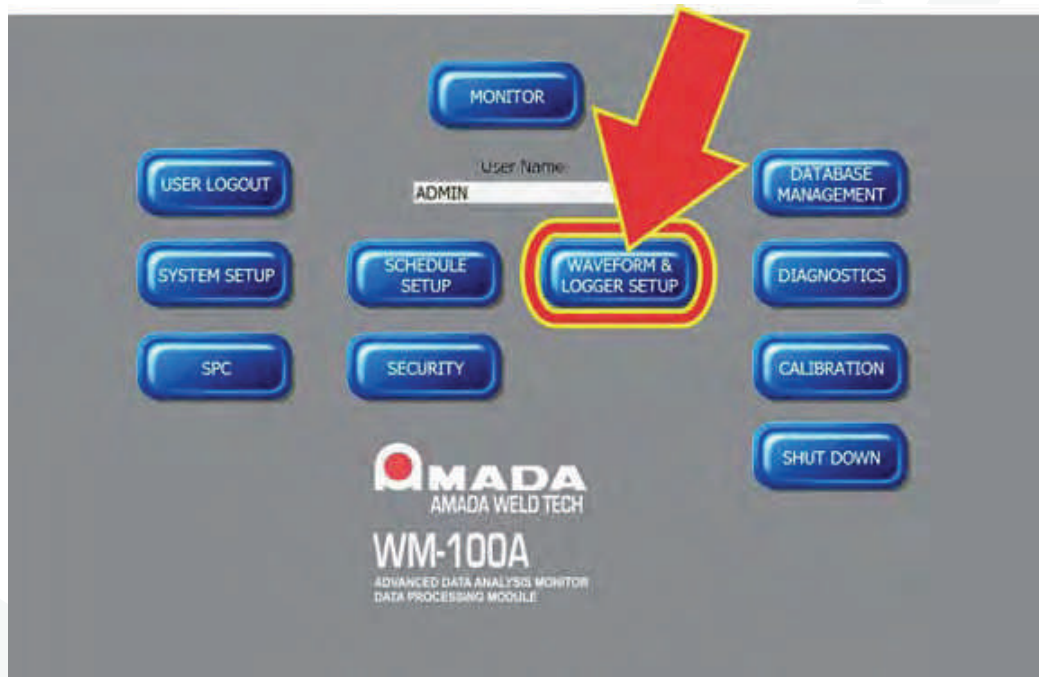 MONITOR
User Name:
ADMIN
USER LOGOUT
DATABASE
MANAGEMENT
SYSTEM SETUP
SCHEDULE
SETUP
WAVEFORM &
LOGGER SETUP
DIAGNOSTICS
SPC
SECURITY
CALIBRATION
SHUT DOWN
AMADA
AMADA WELD TECH
WM-100A
ADVANCED DATA ANALYSIS MONITOR
DATA PROCESSING MODULE